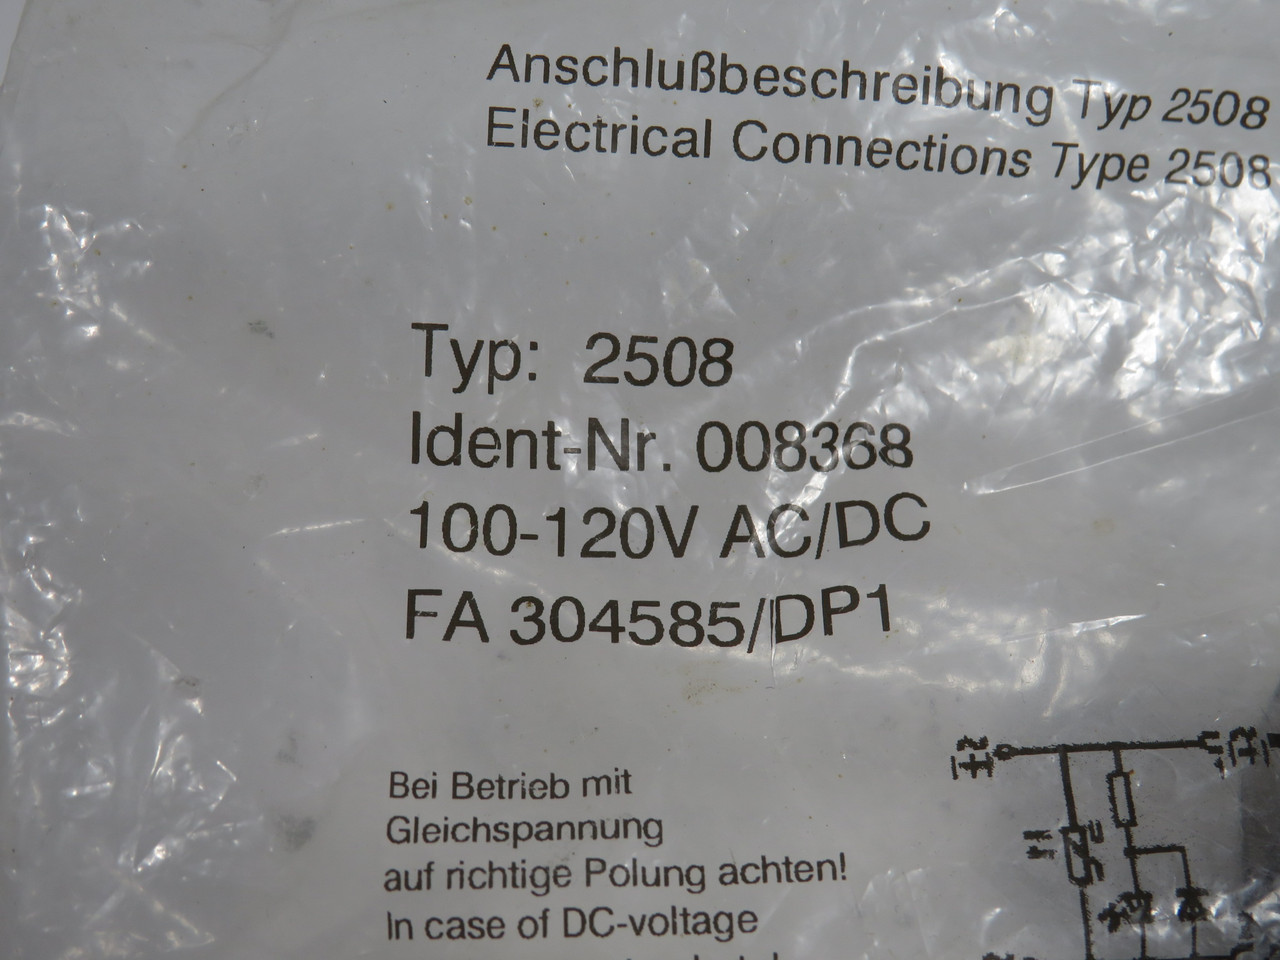 Anschlußbeschreibung Typ 2508
Electrical Connections Type 2508
Typ: 2508
Ident-Nr. 008368
100-120V AC/DC
FA 304585/DP1
Bei Betrieb mit
Gleichspannung
auf richtige Polung achten!
In case of DC-voltage